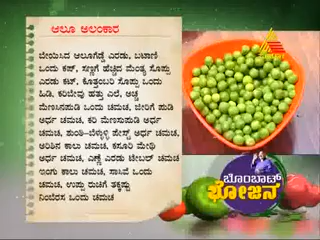 ಆಲೂ ಅಲಂಕಾರ
ಬೇಯಿಸಿದ ಆಲೂಗೆಡ್ಡೆ ಎರಡು, ಬಟಾಣಿ
ಒಂದು ಕಪ್, ಸಣ್ಣಗೆ ಹೆಚ್ಚಿದ ಮೆಂತ್ಯ ಸೊಪ್ಪು
ಎರಡು ಕಟ್, ಕೊತ್ತಂಬರಿ ಸೊಪ್ಪು ಒಂದು
ಹಿಡಿ, ಕರಿಬೇವು ಹತ್ತು ಎಲೆ, ಅಚ್ಚ
ಮೆಣಸಿನಪುಡಿ ಒಂದು ಚಮಚ, ಜೀರಿಗೆ ಪುಡಿ
ಅರ್ಧ ಚಮಚ, ಕರಿ ಮೆಣಸುಪುಡಿ ಅರ್ಧ
ಚಮಚ, ಶುಂಠಿ-ಬೆಳ್ಳುಳ್ಳಿ ಪೇಸ್ಟ್ ಅರ್ಧ ಚಮಚ,
ಅರಿಶಿನ ಕಾಲು ಚಮಚ, ಕಸೂರಿ ಮೇಥಿ
ಅರ್ಧ ಚಮಚ, ಎಣ್ಣೆ ಎರಡು ಟೇಬಲ್ ಚಮಚ
ಇಂಗು ಕಾಲು ಚಮಚ, ಸಾಸಿವೆ ಒಂದು
ಚಮಚ, ಉಪ್ಪು ರುಚಿಗೆ ತಕ್ಕಷ್ಟು
ನಿಂಬೆರಸ ಒಂದು ಚಮಚ
ಬೊಂಬಾಟ್
ಭೋಜನ